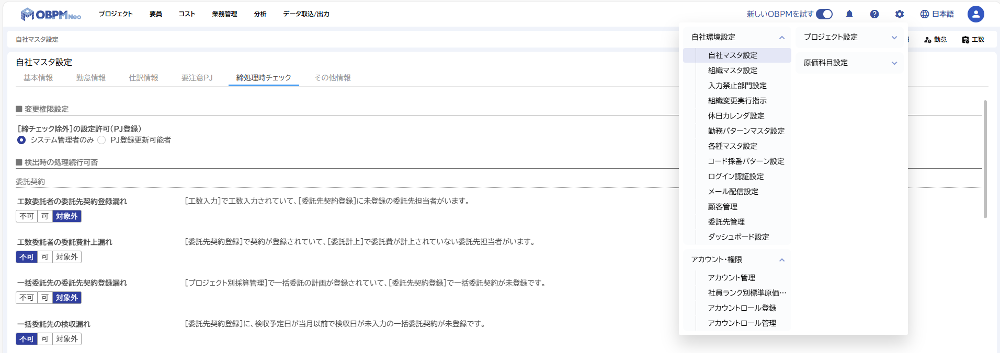 OBPM Neo
プロジェクト 要員 コスト 業務管理 分析 データ取込/出力 新しいOBPMを試す 日本語
自社マスタ設定 勤怠 工数
自社マスタ設定
基本情報 勤怠情報 仕訳情報 要注意PJ 締処理時チェック その他情報
変更権限設定
[締チェック除外]の設定許可(PJ登録)
システム管理者のみ PJ登録更新可能者
検出時の処理続行可否
委託契約
工数委託者の委託先契約登録漏れ [工数入力]で工数入力されていて、[委託先契約登録]に未登録の委託先担当者がいます。
不可 可 対象外
工数委託者の委託費計上漏れ [委託先契約登録]で契約が登録されていて、[委託計上]で委託費が計上されていない委託先担当者がいます。
不可 可 対象外
一括委託先の委託先契約登録漏れ [プロジェクト別採算管理]で一括委託の計画が登録されていて、[委託先契約登録]で一括委託契約が未登録です。
不可 可 対象外
一括委託先の検収漏れ [委託先契約登録]に、検収予定日が当月以前で検収日が未入力の一括委託契約が未登録です。
不可 可 対象外
自社環境設定
自社マスタ設定
組織マスタ設定
入力禁止部門設定
組織変更実行指示
休日カレンダ設定
勤務パターンマスタ設定
各種マスタ設定
コード採番パターン設定
ログイン認証設定
メール配信設定
顧客管理
委託先管理
ダッシュボード設定
アカウント・権限
アカウント管理
社員ランク別標準原価…
アカウントロール登録
アカウントロール管理
プロジェクト設定
原価科目設定